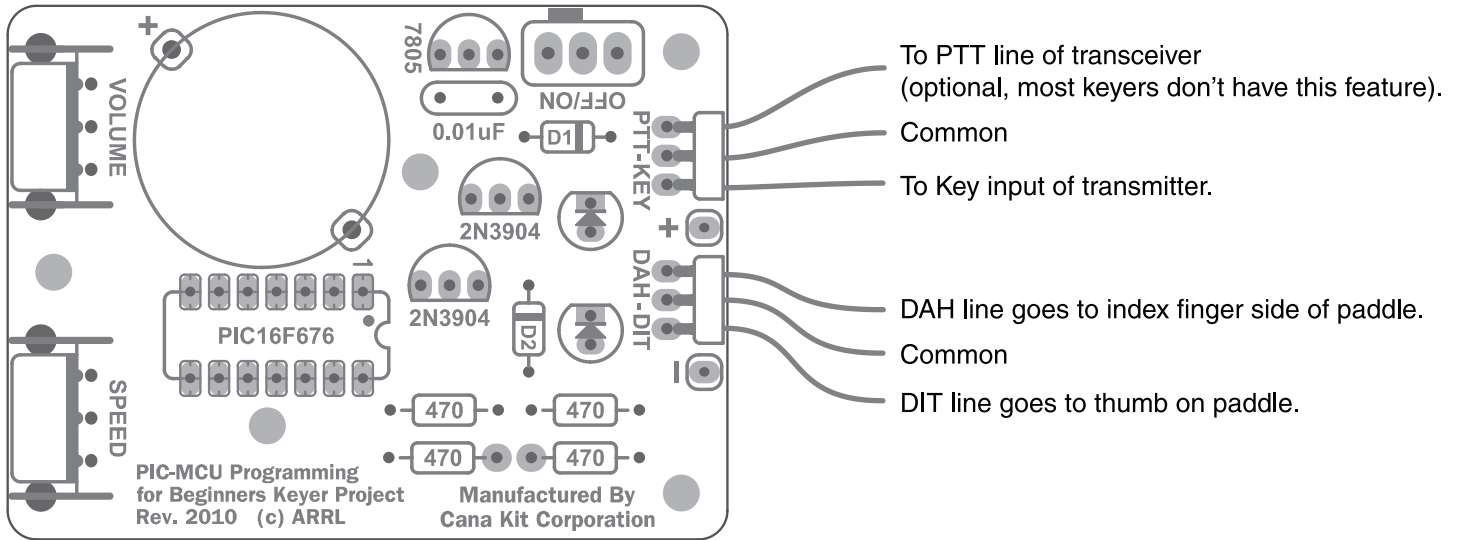 +
VOLUME
7805
OFF/ON
0.01uF
D1
PTT-KEY
2N3904
+
1
2N3904
PIC16F676
D2
DAH-DIT
–
SPEED
470
470
470
470
PIC-MCU Programming
for Beginners Keyer Project
Rev. 2010 (c) ARRL
Manufactured By
Cana Kit Corporation
To PTT line of transceiver
(optional, most keyers don't have this feature).
Common
To Key input of transmitter.
DAH line goes to index finger side of paddle.
Common
DIT line goes to thumb on paddle.